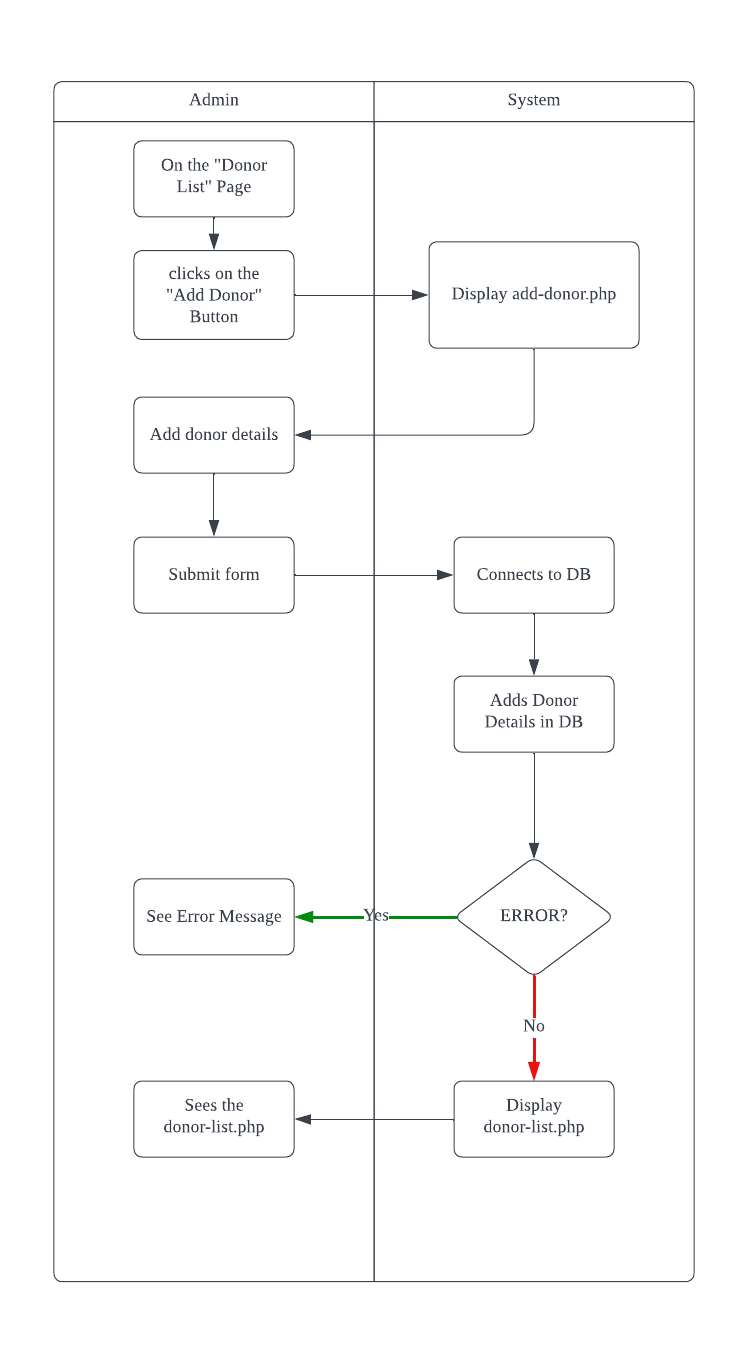 Admin
System
On the "Donor
List" Page
clicks on the
"Add Donor"
Button
Display add-donor.php
Add donor details
Submit form
Connects to DB
Adds Donor
Details in DB
See Error Message
Yes
ERROR?
No
Sees the
donor-list.php
Display
donor-list.php